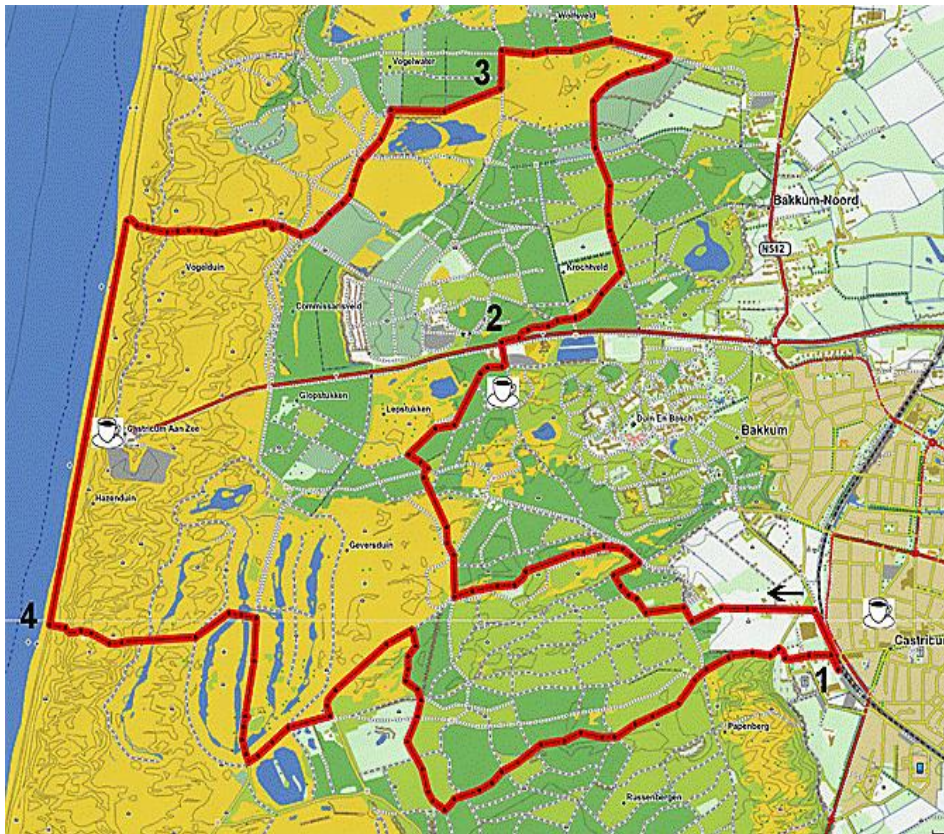 Wolfsveld
Vogelwater
3
Bakkum-Noord
N512
Vogelduin
Krochtveld
Commissarisveld
2
Glopstukken
Lepstukken
Duin En Bosch
Bakkum
Castricum Aan Zee
Hazenduin
Geversduin
4
Castricum
1
Papenberg
Russenbergen